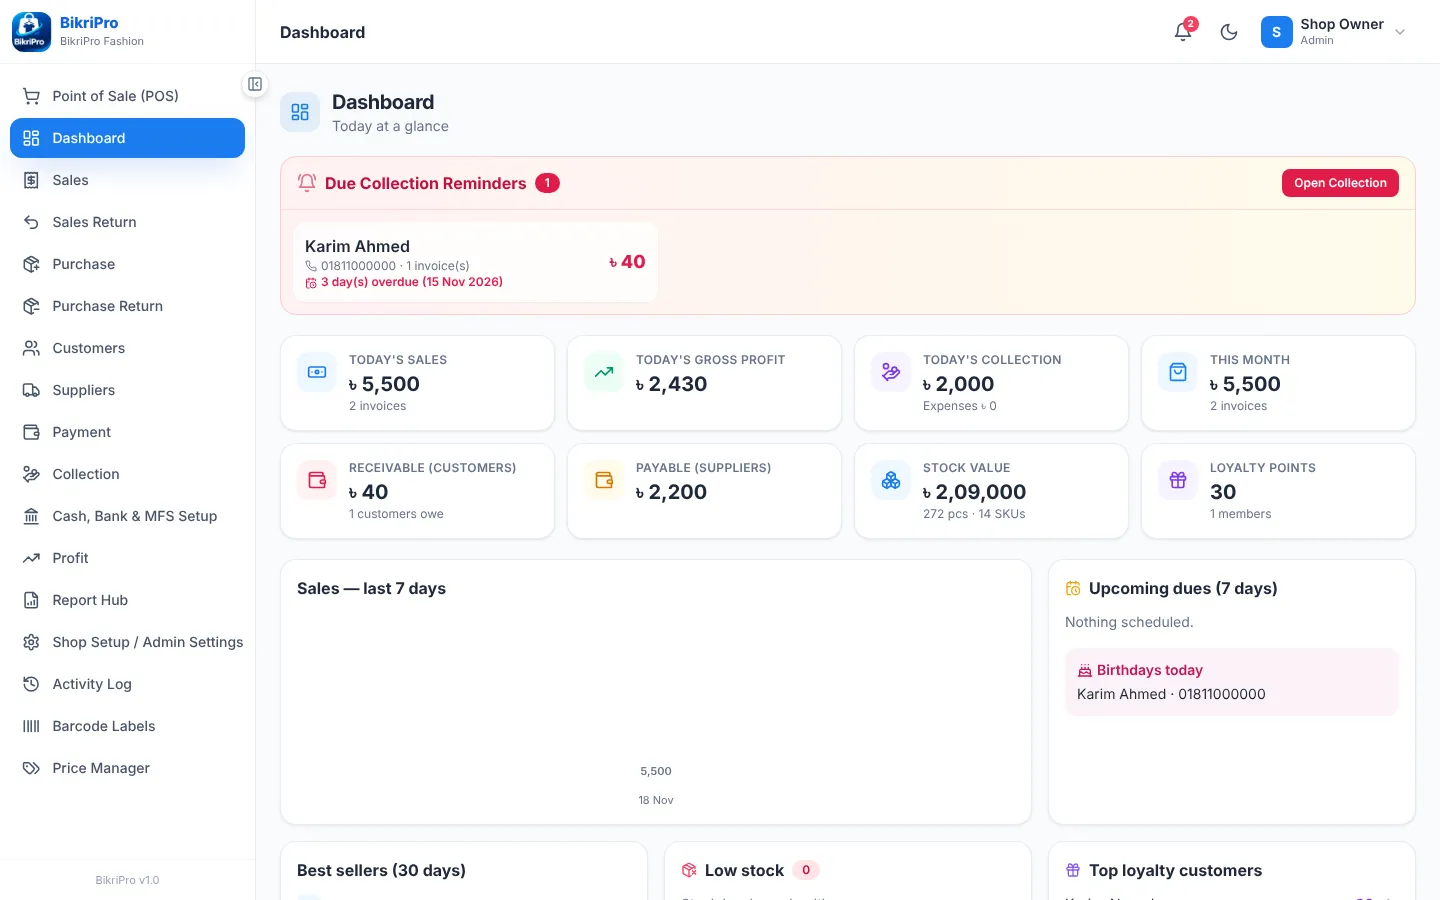 BikriPro
BikriPro
BikriPro Fashion
Dashboard
2
S
Shop Owner
Admin
Point of Sale (POS)
Dashboard
Sales
Sales Return
Purchase
Purchase Return
Customers
Suppliers
Payment
Collection
Cash, Bank & MFS Setup
Profit
Report Hub
Shop Setup / Admin Settings
Activity Log
Barcode Labels
Price Manager
BikriPro v1.0
Dashboard
Today at a glance
Due Collection Reminders 1
Open Collection
Karim Ahmed
01811000000 · 1 invoice(s)
3 day(s) overdue (15 Nov 2026)
৳ 40
TODAY'S SALES
৳ 5,500
2 invoices
TODAY'S GROSS PROFIT
৳ 2,430
TODAY'S COLLECTION
৳ 2,000
Expenses ৳ 0
THIS MONTH
৳ 5,500
2 invoices
RECEIVABLE (CUSTOMERS)
৳ 40
1 customers owe
PAYABLE (SUPPLIERS)
৳ 2,200
STOCK VALUE
৳ 2,09,000
272 pcs · 14 SKUs
LOYALTY POINTS
30
1 members
Sales — last 7 days
5,500
18 Nov
Upcoming dues (7 days)
Nothing scheduled.
Birthdays today
Karim Ahmed · 01811000000
Best sellers (30 days)
Low stock 0
Top loyalty customers